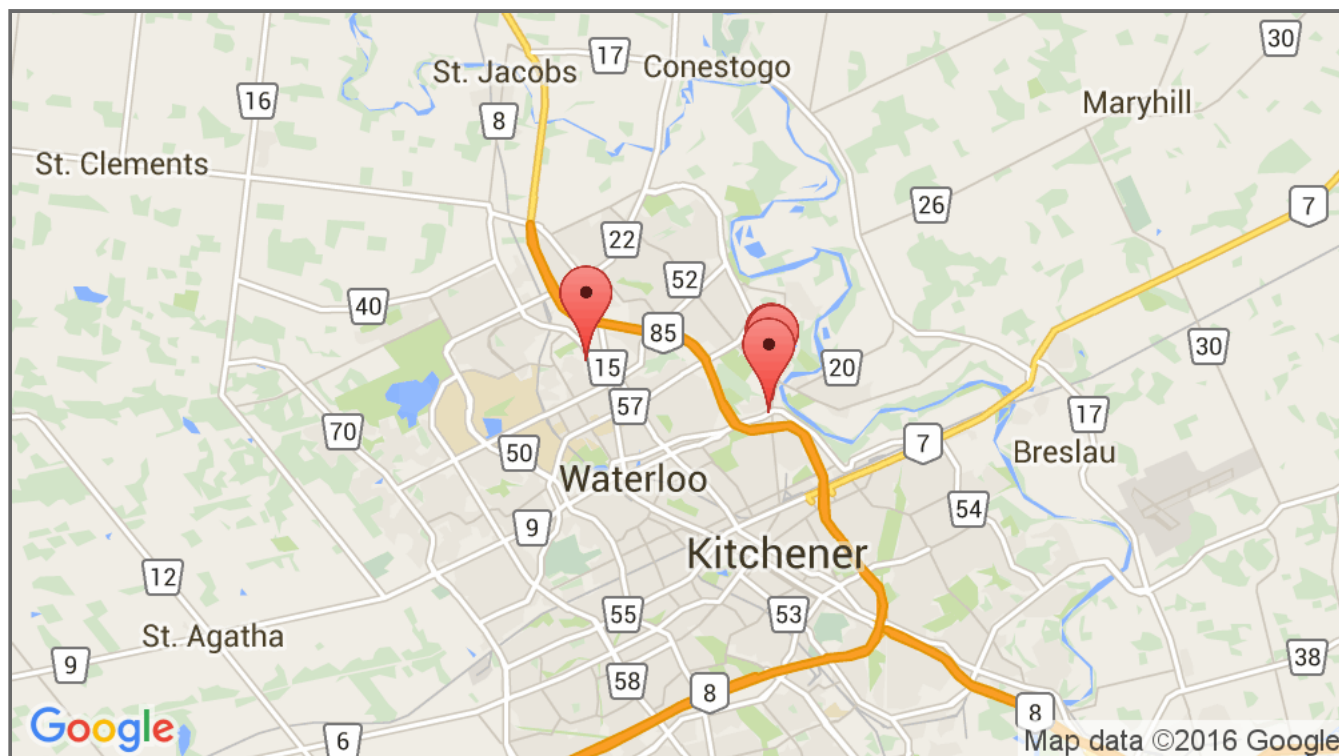 30
17
St. Jacobs
Conestogo
16
Maryhill
8
St. Clements
26
7
22
52
40
85
30
15
20
57
17
70
7
50
Breslau
Waterloo
54
9
Kitchener
12
55
53
St. Agatha
38
9
58
8
8
Google
6
Map data ©2016 Google